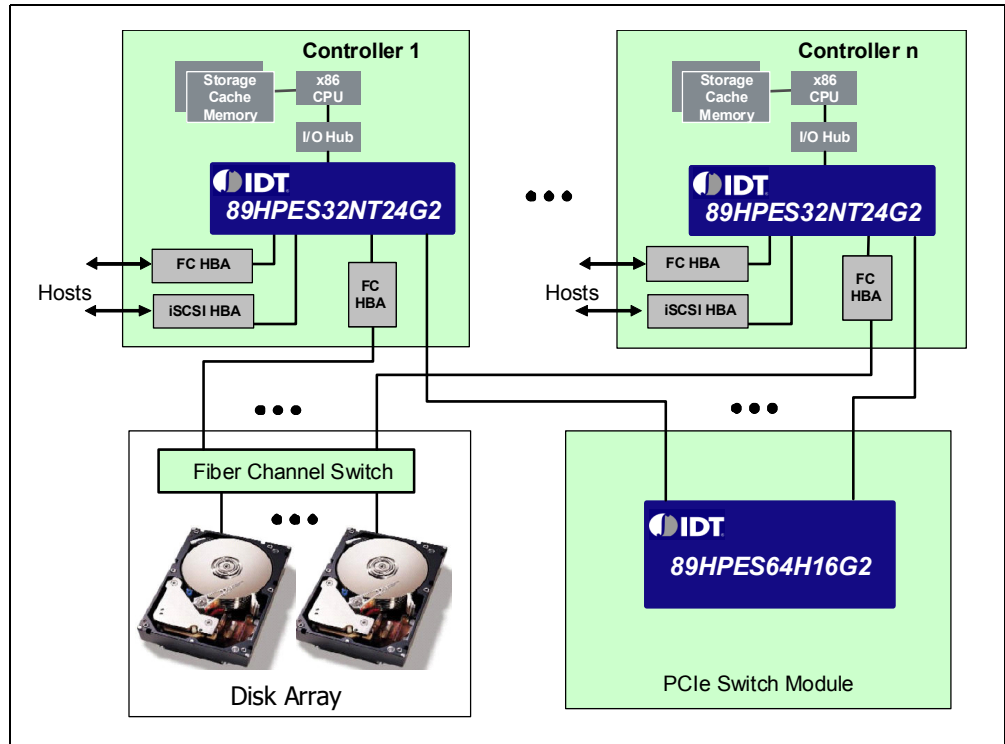 Controller 1
Storage
Cache
Memory
x86
CPU
I/O Hub
IDT
89HPES32NT24G2
FC HBA
Hosts
iSCSI HBA
FC
HBA
Controller n
Storage
Cache
Memory
x86
CPU
I/O Hub
IDT
89HPES32NT24G2
FC HBA
Hosts
iSCSI HBA
FC
HBA
Fiber Channel Switch
Disk Array
IDT
89HPES64H16G2
PCIe Switch Module